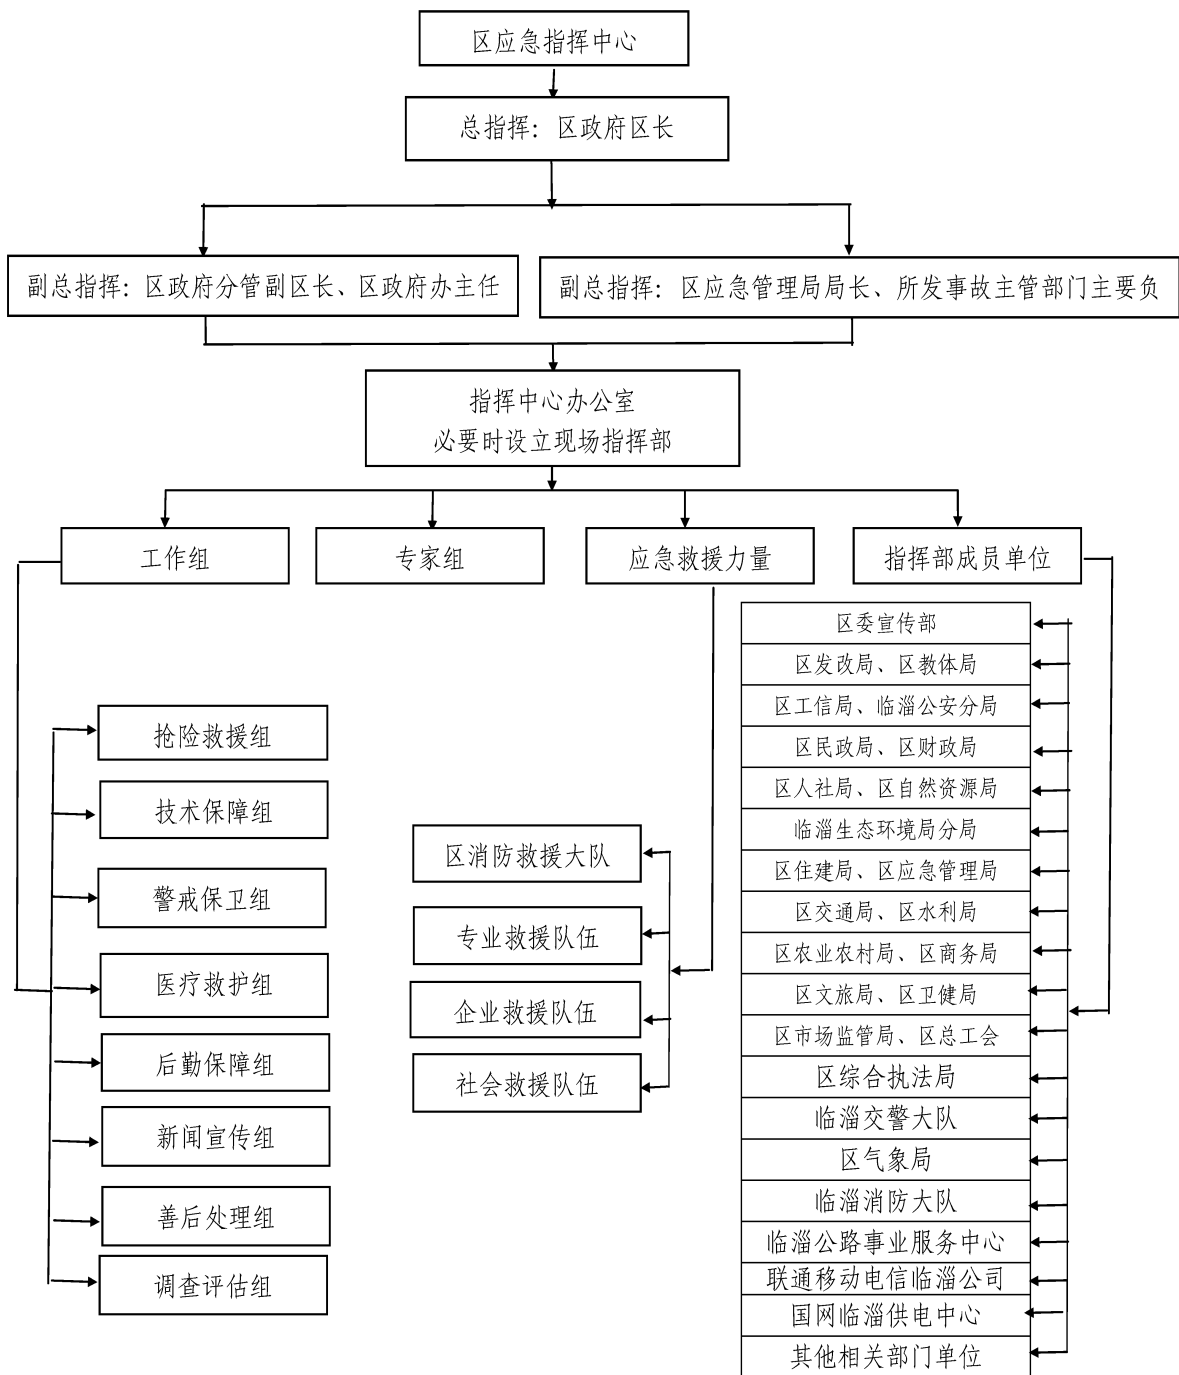 区应急指挥中心
总指挥：区政府区长
副总指挥：区政府分管副区长、区政府办主任
副总指挥：区应急管理局局长、所发事故主管部门主要负
指挥中心办公室
必要时设立现场指挥部
工作组
专家组
应急救援力量
指挥部成员单位
抢险救援组
技术保障组
警戒保卫组
医疗救护组
后勤保障组
新闻宣传组
善后处理组
调查评估组
区消防救援大队
专业救援队伍
企业救援队伍
社会救援队伍
区委宣传部
区发改局、区教体局
区工信局、临淄公安分局
区民政局、区财政局
区人社局、区自然资源局
临淄生态环境局分局
区住建局、区应急管理局
区交通局、区水利局
区农业农村局、区商务局
区文旅局、区卫健局
区市场监管局、区总工会
区综合执法局
临淄交警大队
区气象局
临淄消防大队
临淄公路事业服务中心
联通移动电信临淄公司
国网临淄供电中心
其他相关部门单位